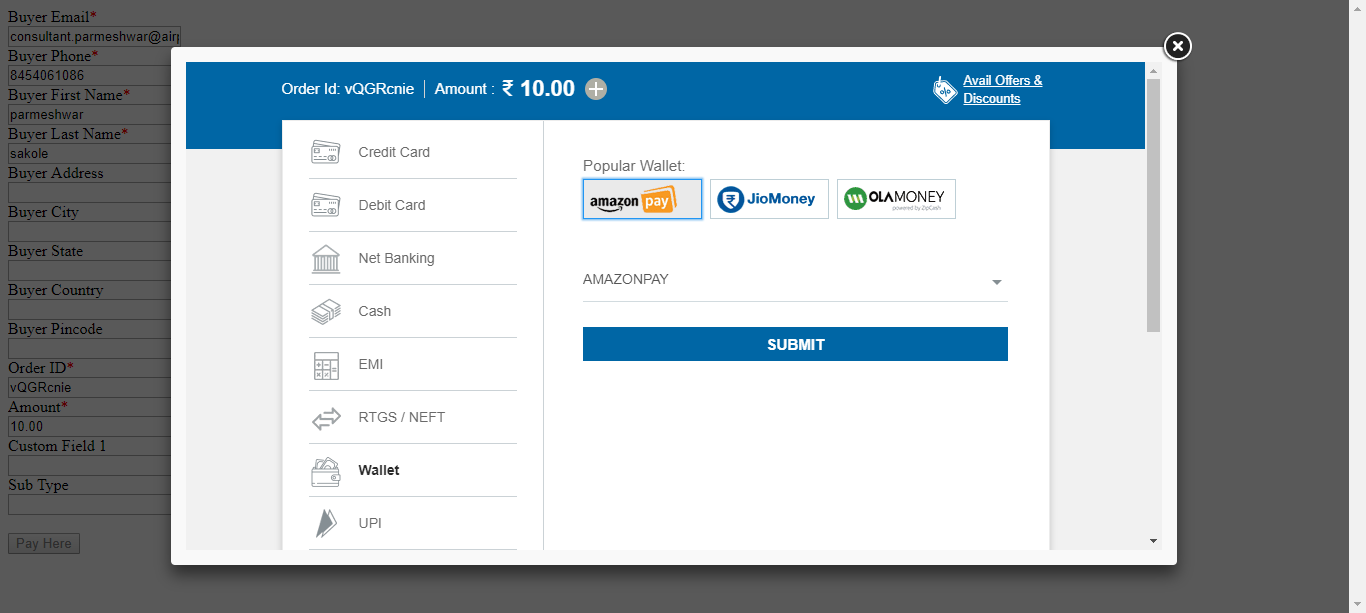 Buyer Email*
consultant.parmeshwar@air
Buyer Phone*
8454061086
Buyer First Name*
parmeshwar
Buyer Last Name*
sakole
Buyer Address
Buyer City
Buyer State
Buyer Country
Buyer Pincode
Order ID*
vQGRcnie
Amount*
10.00
Custom Field 1
Sub Type
Pay Here
Order Id: vQGRcnie Amount : ₹ 10.00
Avail Offers &
Discounts
Credit Card
Debit Card
Net Banking
Cash
EMI
RTGS / NEFT
Wallet
UPI
Popular Wallet:
amazon pay
JioMoney
OLAMONEY
powered by ZipCash
AMAZONPAY
SUBMIT